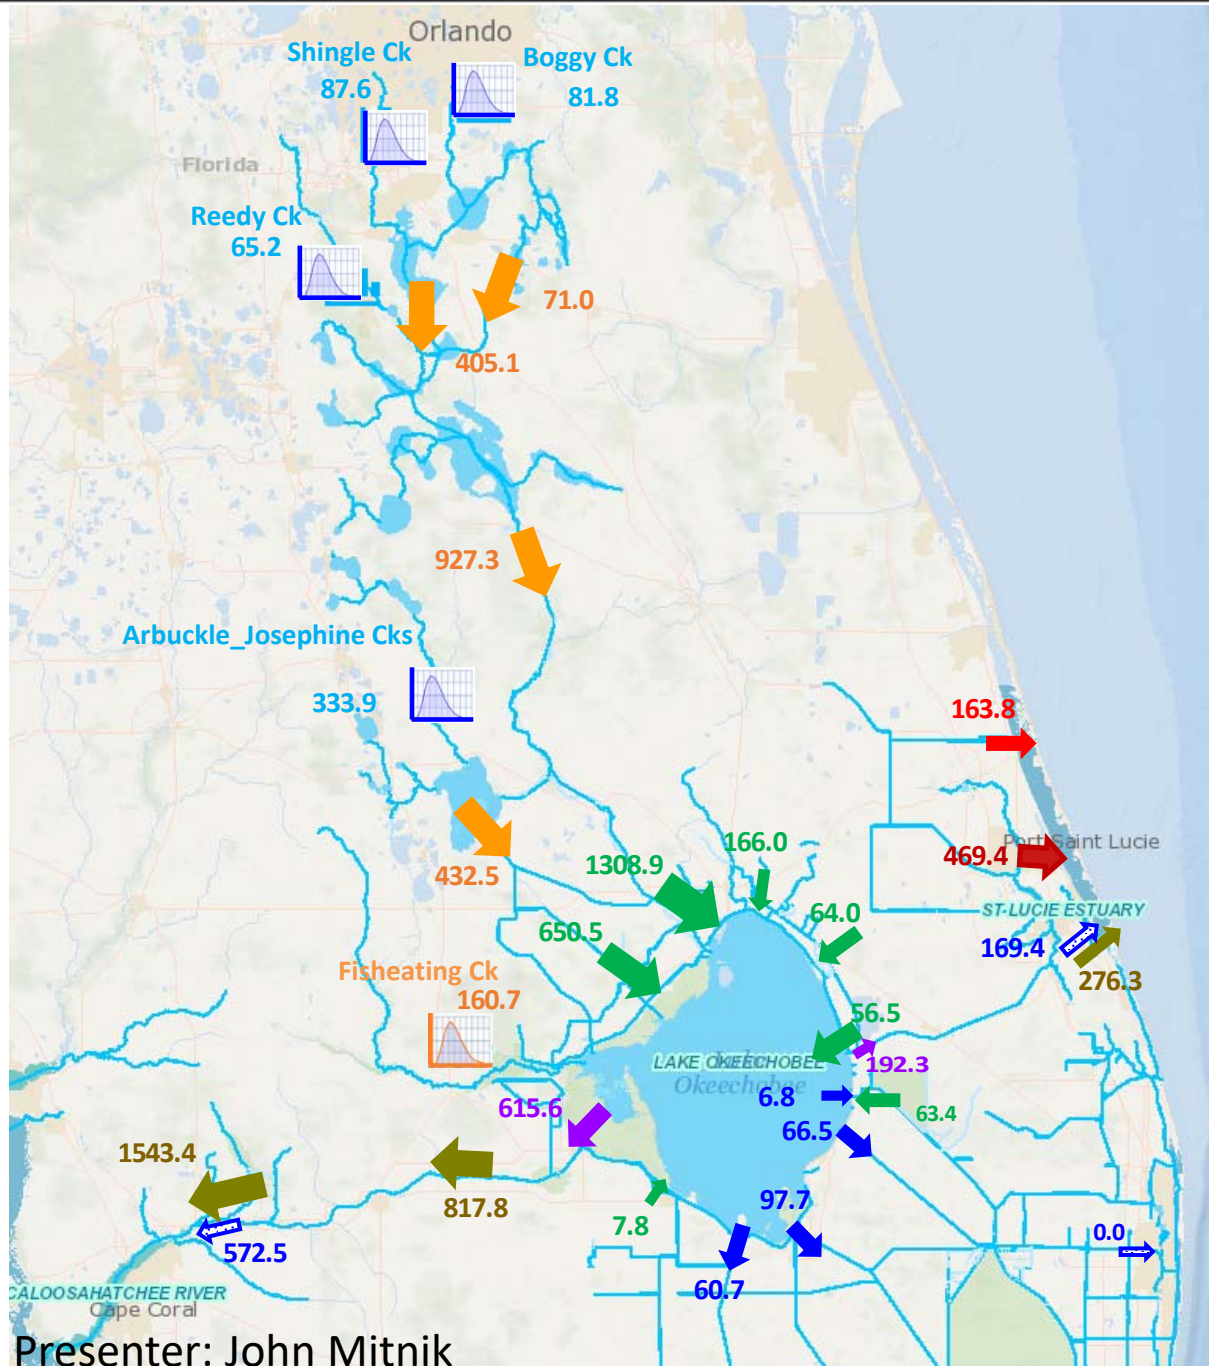 Orlando
Shingle Ck
87.6
Boggy Ck
81.8
Florida
Reedy Ck
65.2
71.0
405.1
927.3
Arbuckle_Josephine Cks
333.9
163.8
432.5
1308.9
166.0
469.4
Port Saint Lucie
64.0
ST-LUCIE ESTUARY
650.5
169.4
276.3
Fisheating Ck
160.7
56.5
LAKE OKEECHOBEE
192.3
Okeechobee
6.8
63.4
615.6
66.5
1543.4
817.8
7.8
97.7
572.5
0.0
60.7
CALOOSAHATCHEE RIVER
Cape Coral
Presenter: John Mitnik